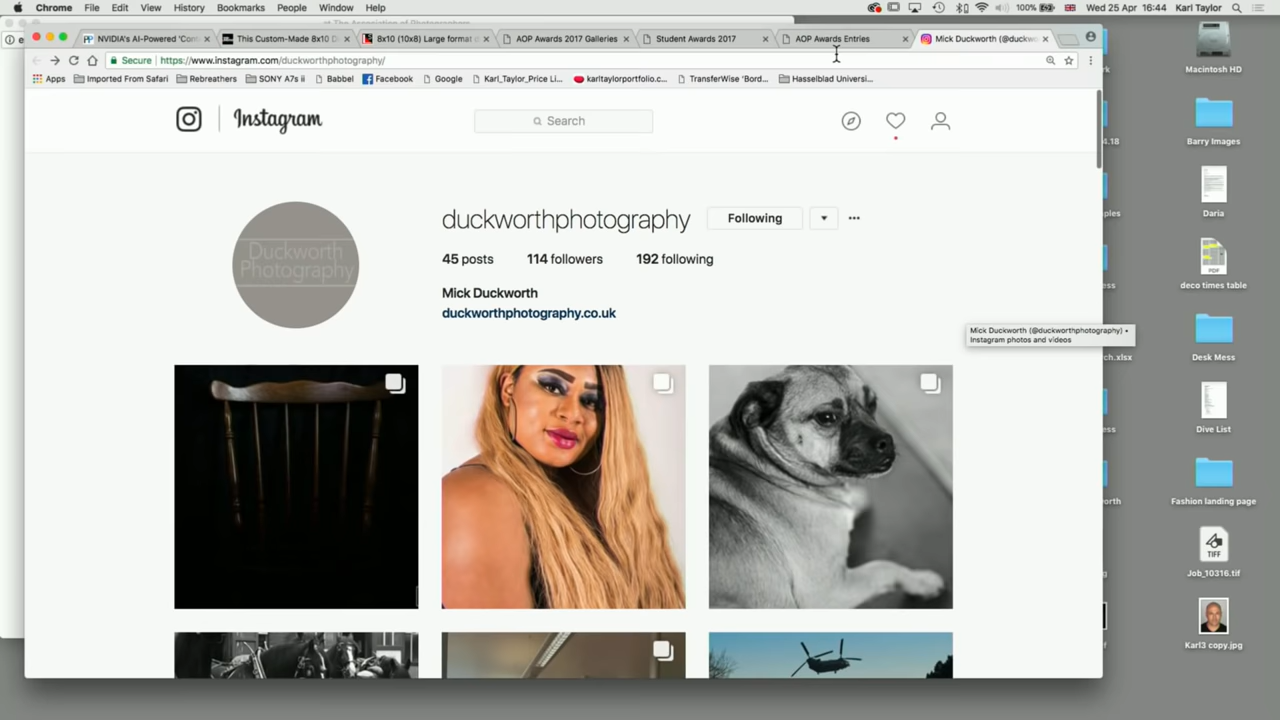 Chrome File Edit View History Bookmarks People Window Help 100% Wed 25 Apr 16:44 Karl Taylor
NVIDIA's AI-Powered 'Con This Custom-Made 8x10 D 8x10 (10x8) Large format c AOP Awards 2017 Galleries Student Awards 2017 AOP Awards Entries Mick Duckworth (@duckwo
Secure https://www.instagram.com/duckworthphotography/
Apps Imported From Safari Rebreathers SONY A7s ii Babbel Facebook Google Karl_Taylor_Price Li... karltaylorportfolio.c... TransferWise 'Bord... Hasselblad Universi...
Instagram Search
Duckworth
Photography
duckworthphotography Following
45 posts 114 followers 192 following
Mick Duckworth
duckworthphotography.co.uk
Mick Duckworth (@duckworthphotography) •
Instagram photos and videos
Macintosh HD
Barry Images
Daria
PDF
deco times table
Desk Mess
Dive List
Fashion landing page
TIFF
Job_10316.tif
Karl3 copy.jpg